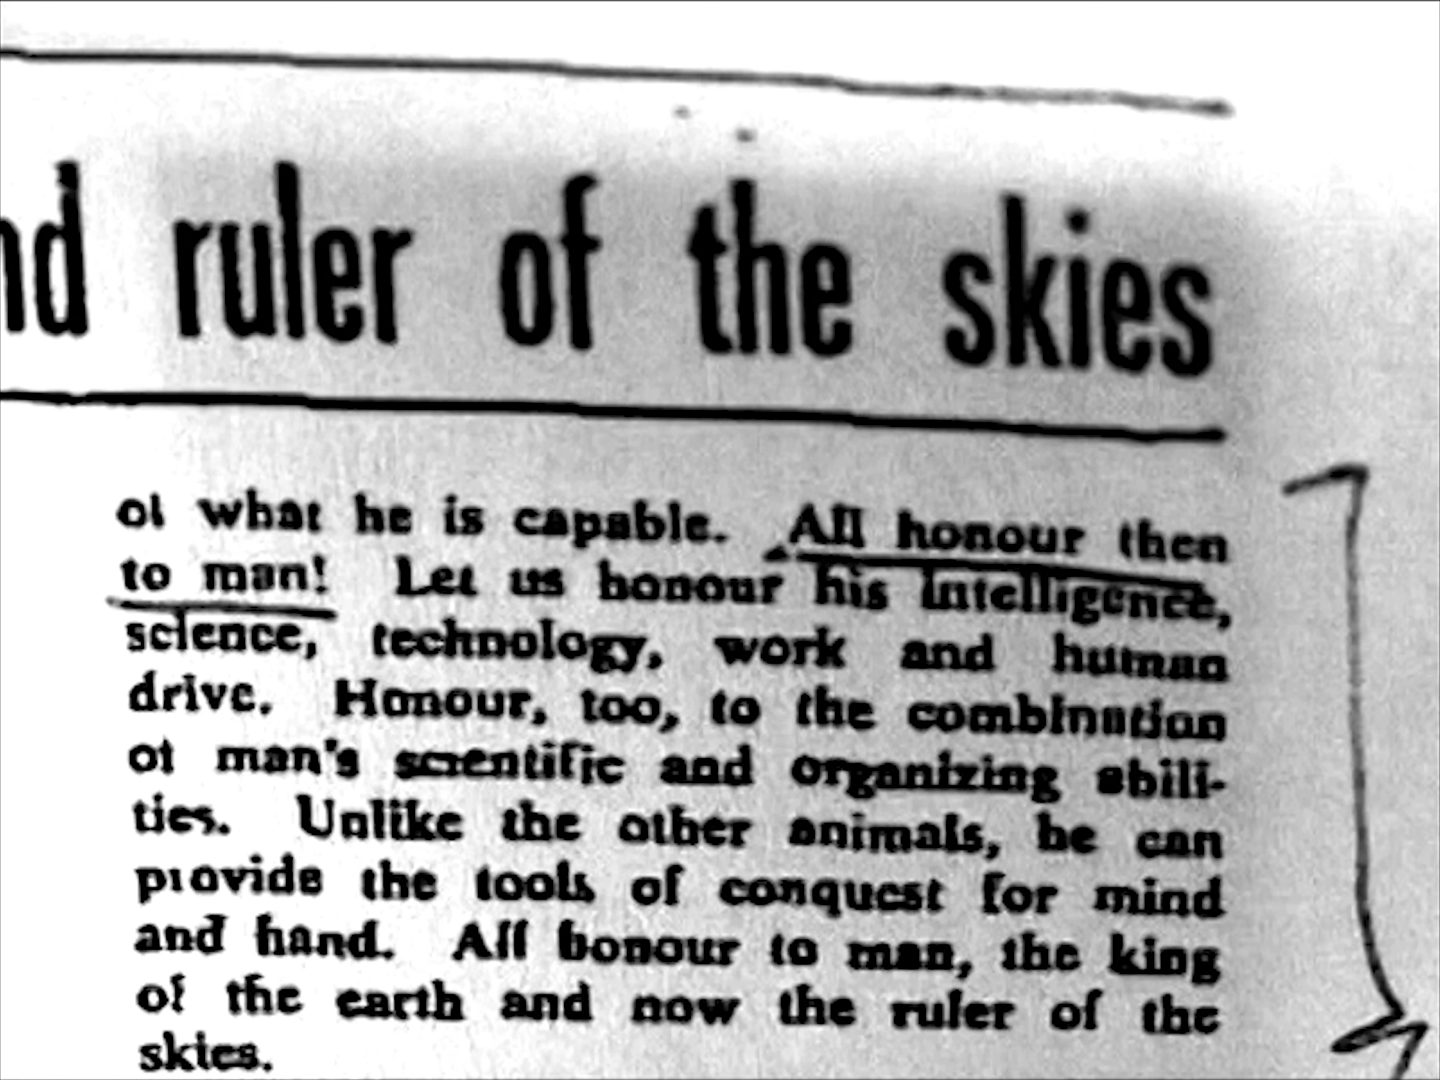 nd ruler of the skies
of what he is capable. All honour then
to man! Let us honour his intelligence,
science, technology, work and human
drive. Honour, too, to the combination
of man's scientific and organizing abili-
ties. Unlike the other animals, he can
provide the tools of conquest for mind
and hand. All honour to man, the king
of the earth and now the ruler of the
skies.